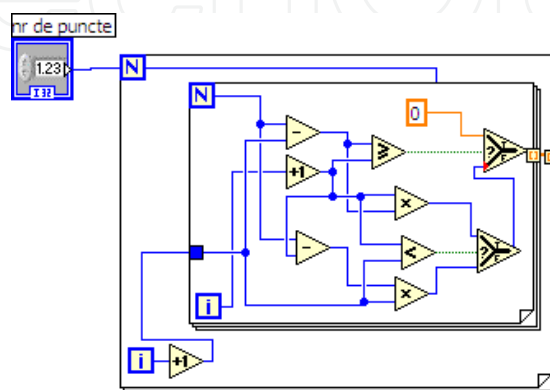 nr de puncte
1.23
I32
N
N
0
-
?
+1
≥
T
F
x
-
<
?
T
F
i
x
i
+1